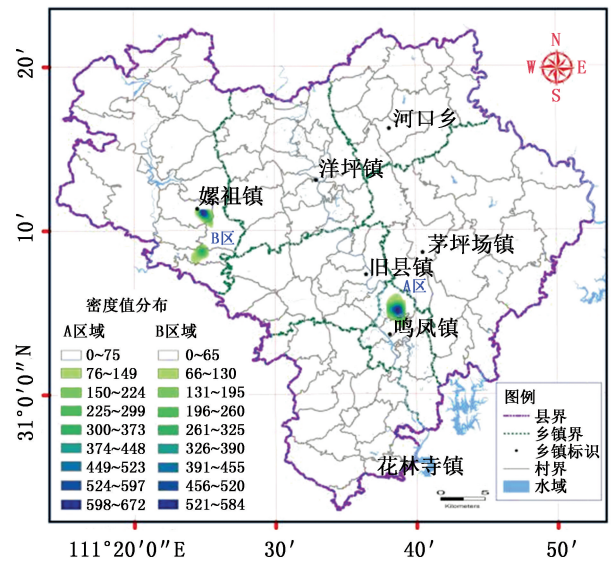 N
W E
S
20′
河口乡
洋坪镇
嫘祖镇
B区
10′
茅坪场镇
旧县镇
A区
鸣凤镇
密度值分布
A区域 B区域
0~75 0~65
76~149 66~130
150~224 131~195
225~299 196~260
300~373 261~325
374~448 326~390
449~523 391~455
524~597 456~520
598~672 521~584
31°0′0″N
花林寺镇
0 5
Kilometers
图例
县界
乡镇界
乡镇标识
村界
水域
111°20′0″E 30′ 40′ 50′